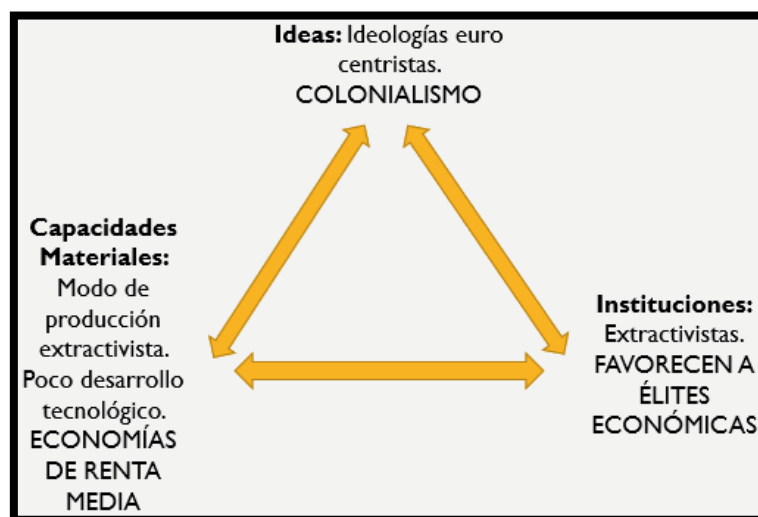 Ideas: Ideologías euro
centristas.
COLONIALISMO
Capacidades
Materiales:
Modo de
producción
extractivista.
Poco desarrollo
tecnológico.
ECONOMÍAS
DE RENTA
MEDIA
Instituciones:
Extractivistas.
FAVORECEN A
ÉLITES
ECONÓMICAS